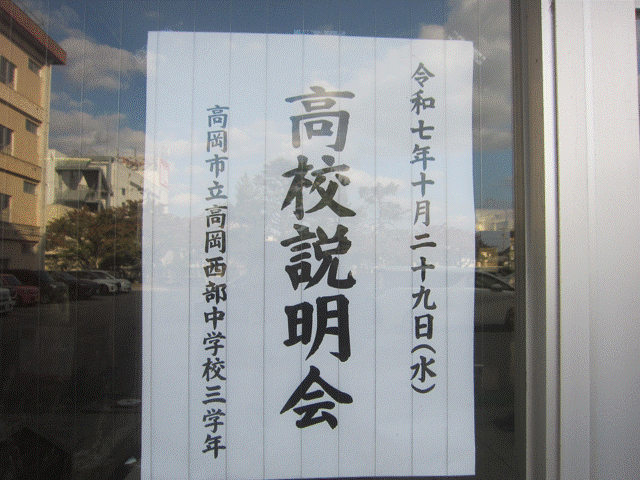 令和七年十月二十九日(水)
高校説明会
高岡市立高岡西部中学校三学年